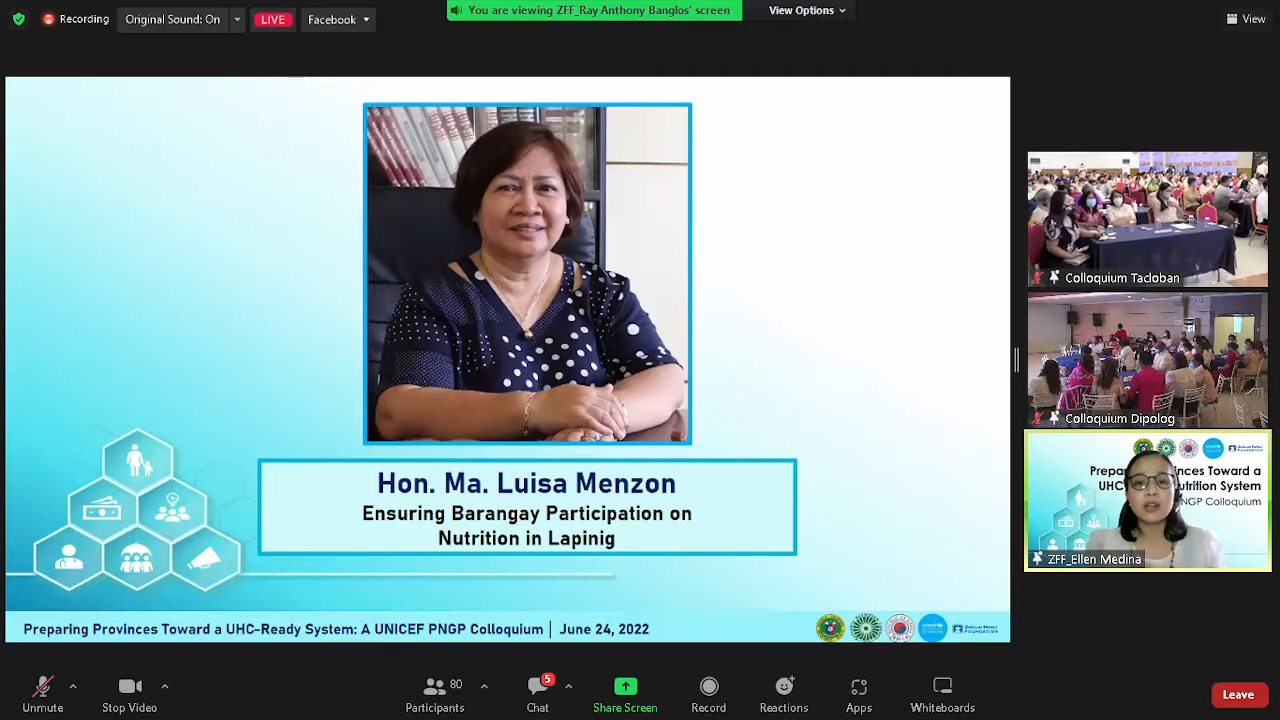 Recording
Original Sound: On
LIVE
Facebook
You are viewing ZFF_Ray Anthony Banglos' screen
View Options
View
Hon. Ma. Luisa Menzon
Ensuring Barangay Participation on
Nutrition in Lapinig
Preparing Provinces Toward a UHC-Ready System: A UNICEF PNGP Colloquium | June 24, 2022
Colloquium Tacloban
Colloquium Dipolog
ZFF_Ellen Medina
Unmute
Stop Video
80
Participants
5
Chat
Share Screen
Record
Reactions
Apps
Whiteboards
Leave